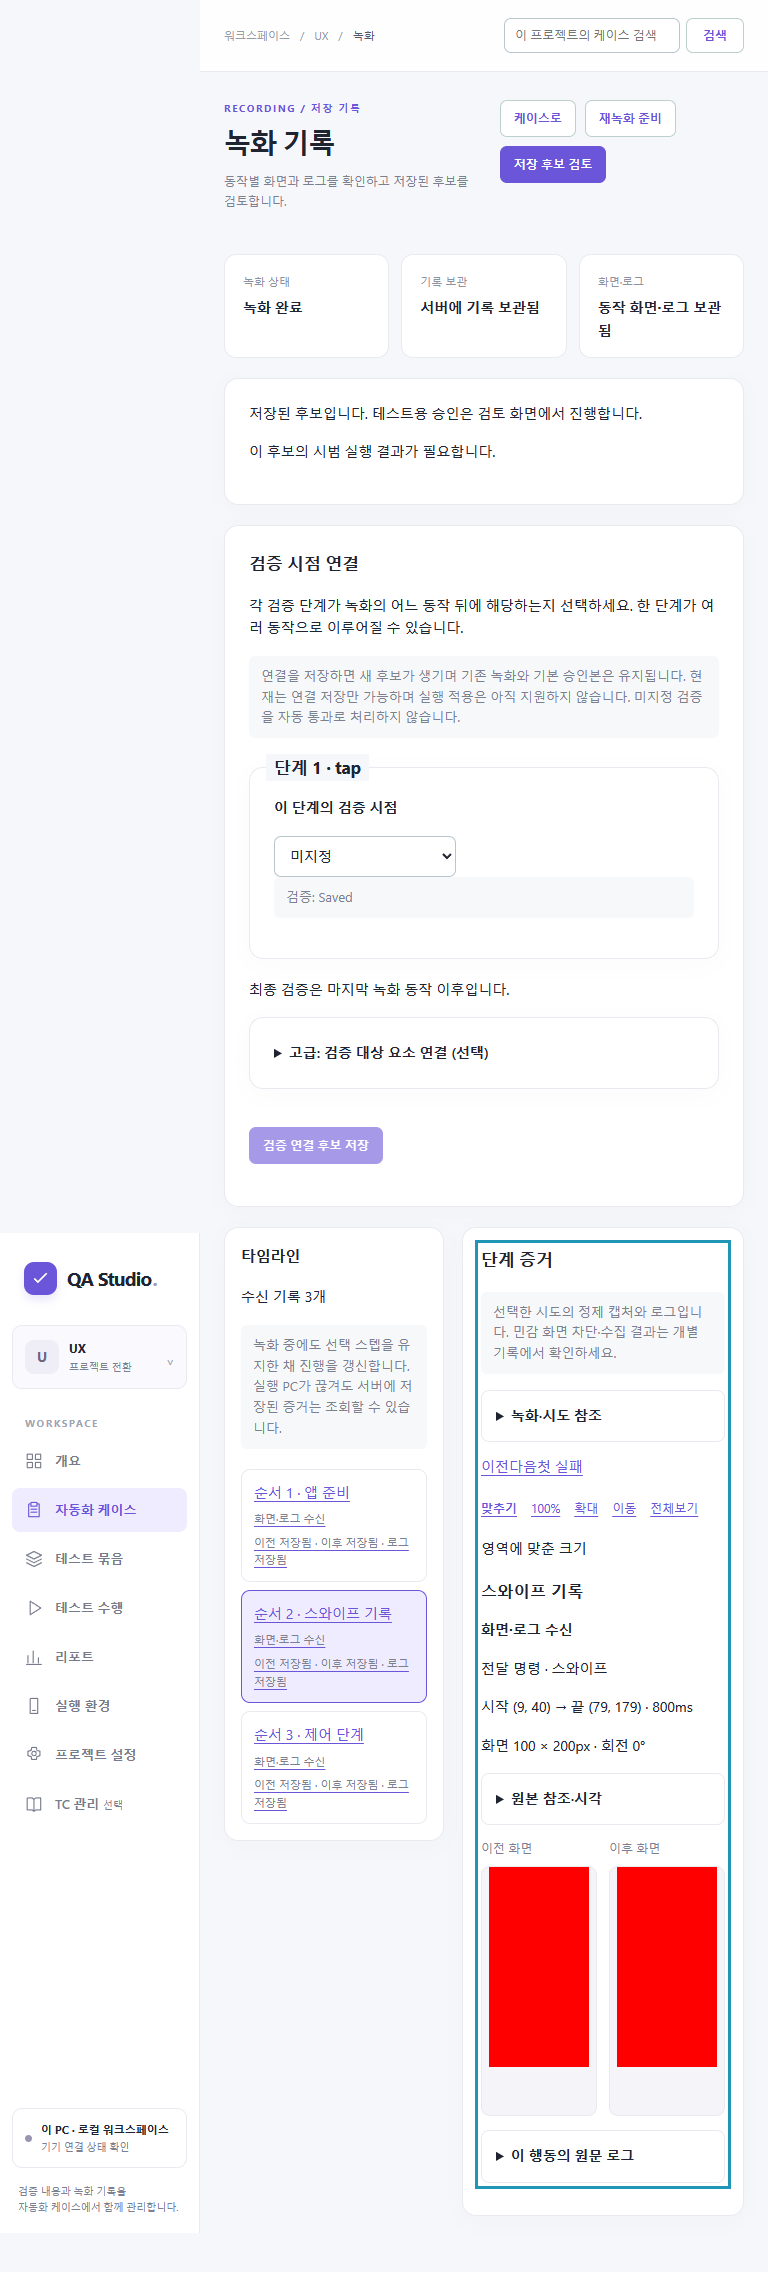 워크스페이스 / UX / 녹화
이 프로젝트의 케이스 검색
검색
RECORDING / 저장 기록
녹화 기록
동작별 화면과 로그를 확인하고 저장된 후보를
검토합니다.
케이스로
재녹화 준비
저장 후보 검토
녹화 상태
녹화 완료
기록 보관
서버에 기록 보관됨
화면·로그
동작 화면·로그 보관
됨
저장된 후보입니다. 테스트용 승인은 검토 화면에서 진행합니다.
이 후보의 시범 실행 결과가 필요합니다.
검증 시점 연결
각 검증 단계가 녹화의 어느 동작 뒤에 해당하는지 선택하세요. 한 단계가 여
러 동작으로 이루어질 수 있습니다.
연결을 저장하면 새 후보가 생기며 기존 녹화와 기본 승인본은 유지됩니다. 현
재는 연결 저장만 가능하며 실행 적용은 아직 지원하지 않습니다. 미지정 검증
을 자동 통과로 처리하지 않습니다.
단계 1 · tap
이 단계의 검증 시점
미지정
검증: Saved
최종 검증은 마지막 녹화 동작 이후입니다.
▶ 고급: 검증 대상 요소 연결 (선택)
검증 연결 후보 저장
QA Studio.
U
UX
프로젝트 전환
WORKSPACE
개요
자동화 케이스
테스트 묶음
테스트 수행
리포트
실행 환경
프로젝트 설정
TC 관리 선택
이 PC · 로컬 워크스페이스
기기 연결 상태 확인
검증 내용과 녹화 기록을
자동화 케이스에서 함께 관리합니다.
타임라인
수신 기록 3개
녹화 중에도 선택 스텝을 유
지한 채 진행을 갱신합니다.
실행 PC가 끊겨도 서버에 저
장된 증거는 조회할 수 있습
니다.
순서 1 · 앱 준비
화면·로그 수신
이전 저장됨 · 이후 저장됨 · 로그
저장됨
순서 2 · 스와이프 기록
화면·로그 수신
이전 저장됨 · 이후 저장됨 · 로그
저장됨
순서 3 · 제어 단계
화면·로그 수신
이전 저장됨 · 이후 저장됨 · 로그
저장됨
단계 증거
선택한 시도의 정제 캡처와 로그입니
다. 민감 화면 차단·수집 결과는 개별
기록에서 확인하세요.
▶ 녹화·시도 참조
이전다음첫 실패
맞추기 100% 확대 이동 전체보기
영역에 맞춘 크기
스와이프 기록
화면·로그 수신
전달 명령 · 스와이프
시작 (9, 40) → 끝 (79, 179) · 800ms
화면 100 × 200px · 회전 0°
▶ 원본 참조·시각
이전 화면
이후 화면
▶ 이 행동의 원문 로그